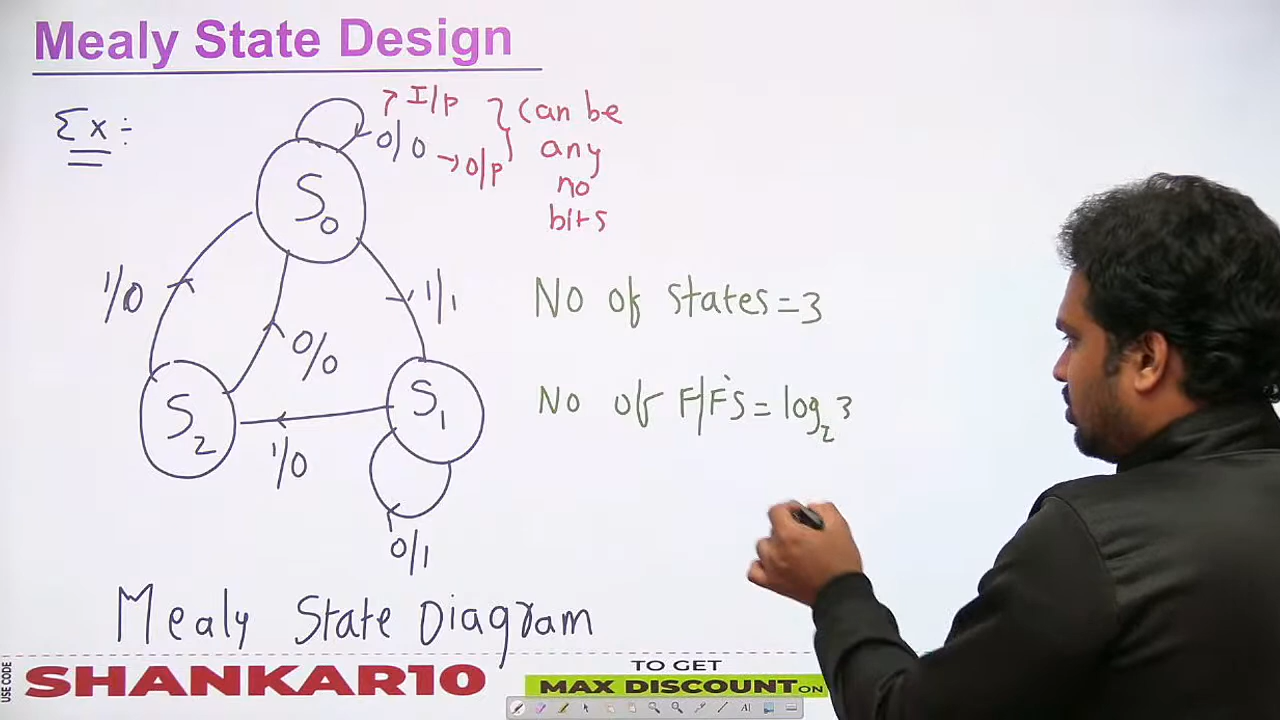 Mealy State Design
Ex:
I/p
0/0
→ O/p
can be
any
no
bits
S0
1/0
1/1
0/0
S2
S1
1/0
0/1
No of states = 3
No of F/F's = log2 3
Mealy State Diagram
USE CODE
SHANKAR10
TO GET
MAX DISCOUNT ON